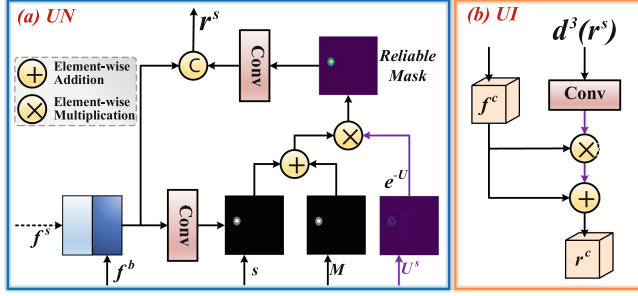 (a) UN
r^s
C
Conv
Reliable
Mask
Element-wise
Addition
Element-wise
Multiplication
e^{-U}
f^s
Conv
f^b
s
M
U^s
(b) UI
d^3(r^s)
f^c
Conv
r^c